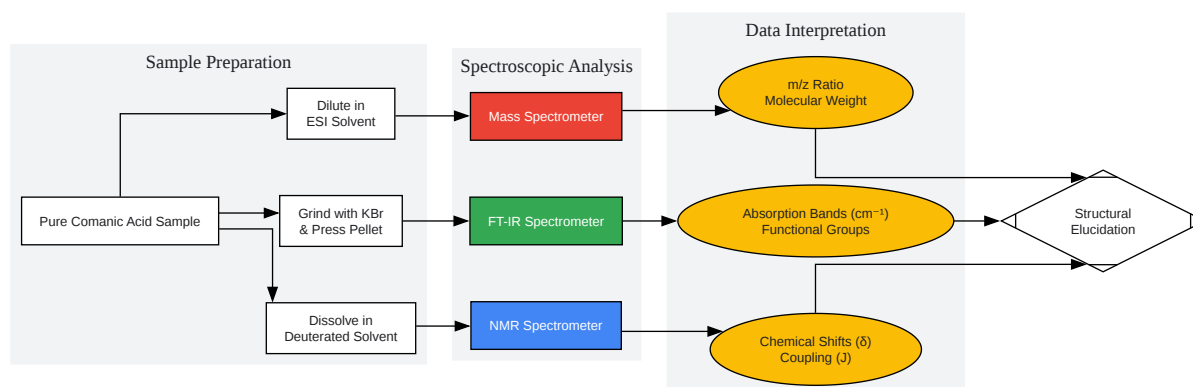 Data Interpretation
Sample Preparation
Spectroscopic Analysis
Dilute in
ESI Solvent
Mass Spectrometer
m/z Ratio
Molecular Weight
Pure Comanic Acid Sample
Grind with KBr
& Press Pellet
FT-IR Spectrometer
Absorption Bands (cm⁻¹)
Functional Groups
Structural
Elucidation
Dissolve in
Deuterated Solvent
NMR Spectrometer
Chemical Shifts (δ)
Coupling (J)